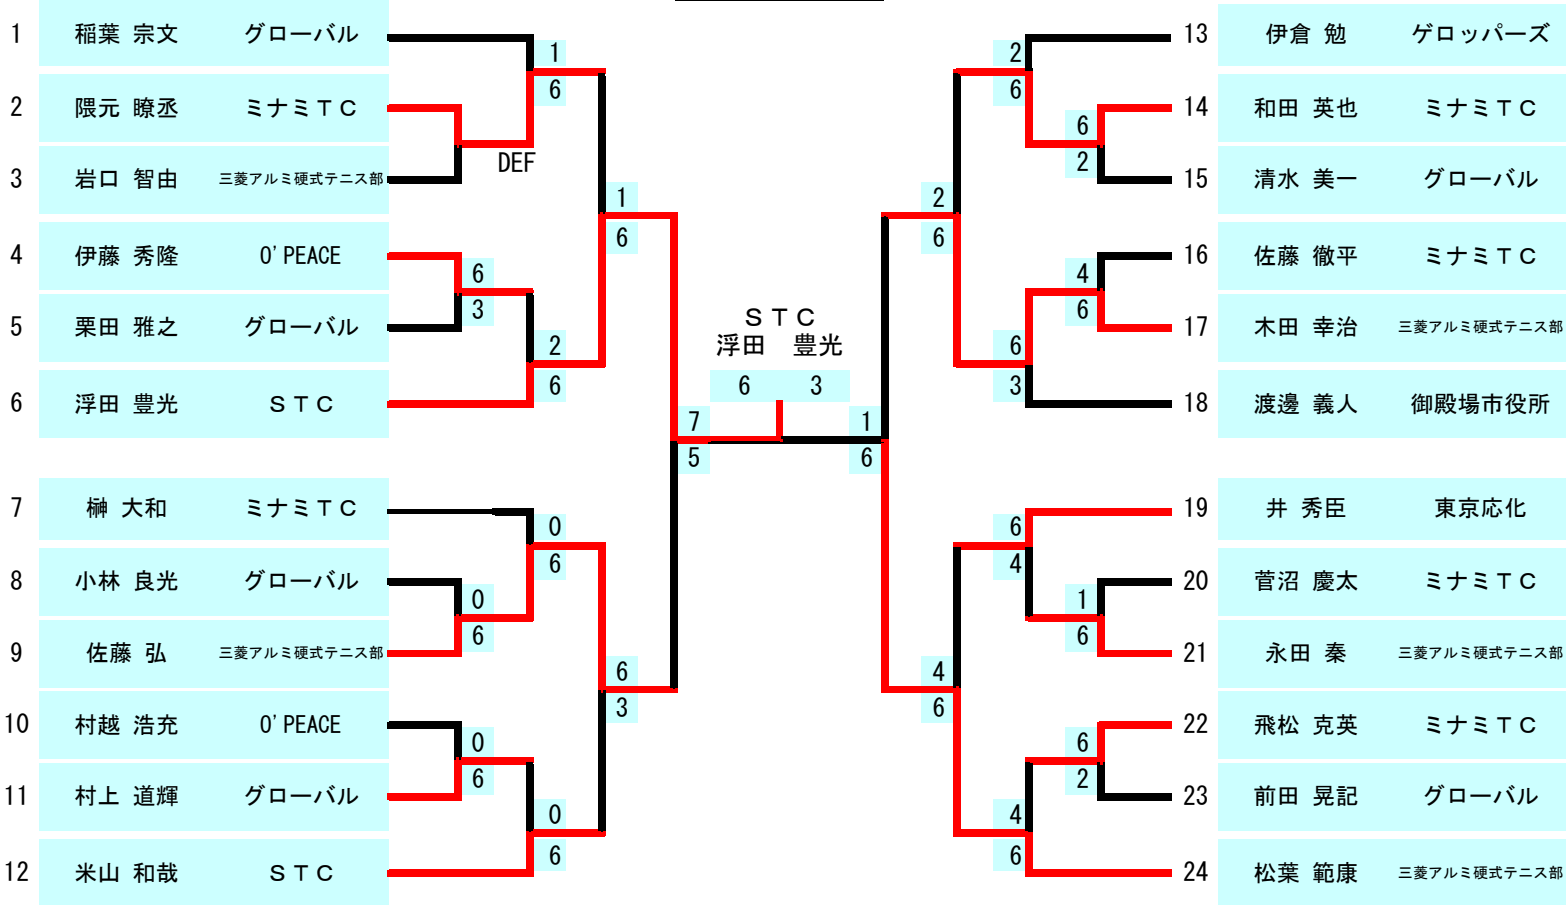 1 稲葉 宗文 グローバル
2 隈元 暸丞 ミナミＴＣ
3 岩口 智由 三菱アルミ硬式テニス部
4 伊藤 秀隆 O'PEACE
5 栗田 雅之 グローバル
6 浮田 豊光 ＳＴＣ
7 榊 大和 ミナミＴＣ
8 小林 良光 グローバル
9 佐藤 弘 三菱アルミ硬式テニス部
10 村越 浩充 O'PEACE
11 村上 道輝 グローバル
12 米山 和哉 ＳＴＣ
DEF
6
3
0
6
0
6
1
6
2
6
0
6
0
6
1
6
6
3
7
5
ＳＴＣ
浮田 豊光
6 3
1
6
2
6
4
6
2
6
6
3
6
4
4
6
6
2
4
6
1
6
6
2
13 伊倉 勉 ゲロッパーズ
14 和田 英也 ミナミＴＣ
15 清水 美一 グローバル
16 佐藤 徹平 ミナミＴＣ
17 木田 幸治 三菱アルミ硬式テニス部
18 渡邊 義人 御殿場市役所
19 井 秀臣 東京応化
20 菅沼 慶太 ミナミＴＣ
21 永田 秦 三菱アルミ硬式テニス部
22 飛松 克英 ミナミＴＣ
23 前田 晃記 グローバル
24 松葉 範康 三菱アルミ硬式テニス部